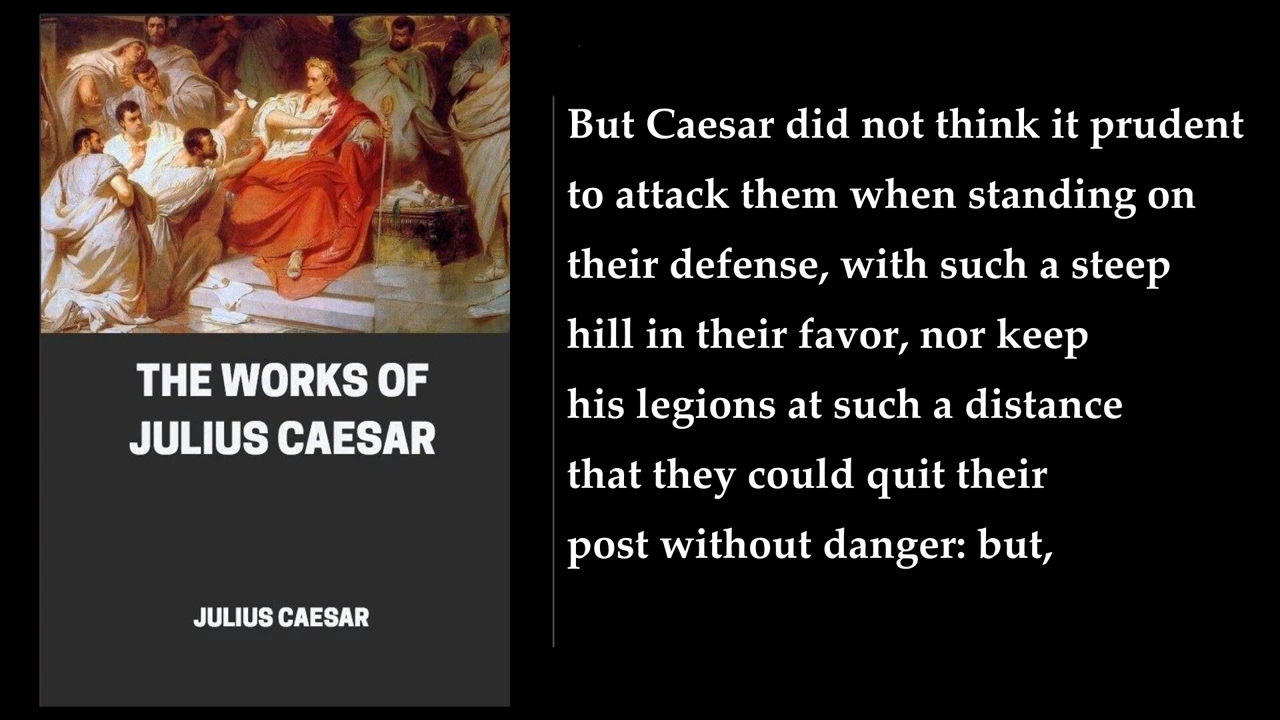 THE WORKS OF
JULIUS CAESAR
JULIUS CAESAR
But Caesar did not think it prudent
to attack them when standing on
their defense, with such a steep
hill in their favor, nor keep
his legions at such a distance
that they could quit their
post without danger: but,